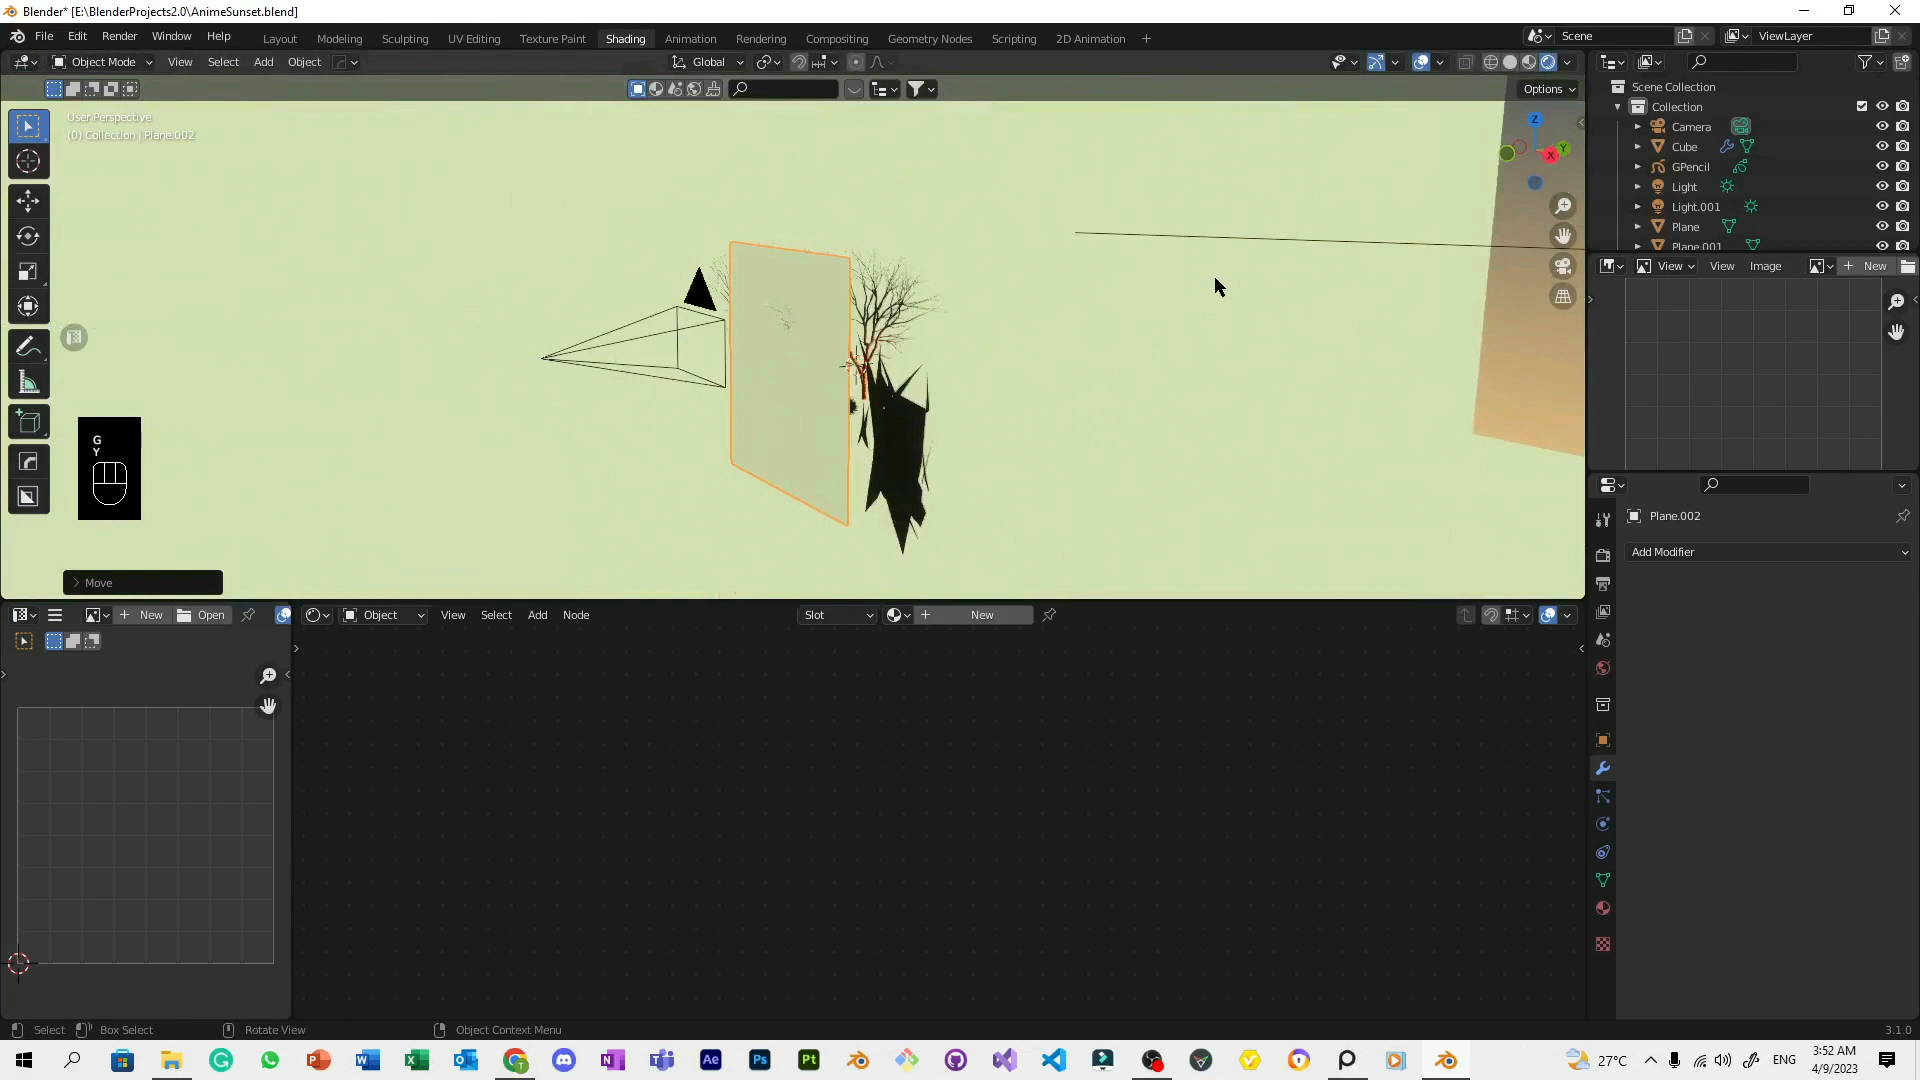 Blender* [E:\BlenderProjects2.0\AnimeSunset.blend]
File Edit Render Window Help
Layout Modeling Sculpting UV Editing Texture Paint Shading Animation Rendering Compositing Geometry Nodes Scripting 2D Animation +
Scene
ViewLayer
Object Mode View Select Add Object
Global
Options
User Perspective
(0) Collection | Plane.002
Z
X
Y
Scene Collection
Collection
Camera
Cube
GPencil
Light
Light.001
Plane
Plane.001
View View Image + New
G
Y
Move
Plane.002
Add Modifier
+ New Open
Object View Select Add Node
Slot
+ New
Select Box Select Rotate View Object Context Menu
3.1.0
27°C
ENG
3:52 AM
4/9/2023
Ae
Ps
Pt